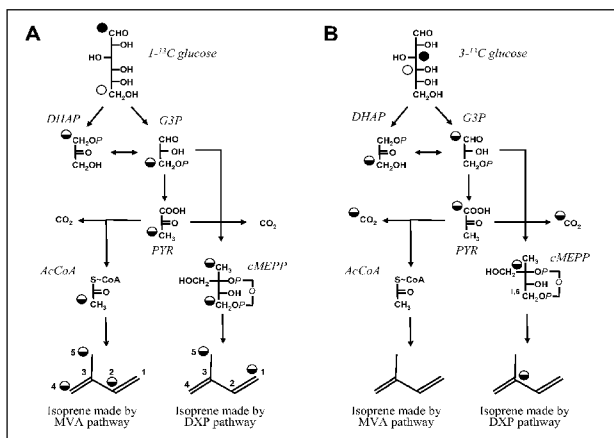 A
B
CHO
OH
HO
OH
OH
CH₂OH
1-¹³C glucose
CHO
OH
HO
OH
OH
CH₂OH
3-¹³C glucose
DHAP
G3P
DHAP
G3P
CH₂OP
O
CH₂OH
CHO
OH
CH₂OP
CH₂OP
O
CH₂OH
CHO
OH
CH₂OP
CO₂
COOH
O
CH₃
CO₂
CO₂
COOH
O
CH₃
CO₂
PYR
PYR
AcCoA
cMEPP
AcCoA
cMEPP
S~CoA
O
CH₃
CH₃
HOCH₂
OP
OH
O
CH₂OP
S~CoA
O
CH₃
HOCH₂
OP
OH
O
1,6
CH₂OP
5
3
2
1
4
5
3
2
1
4
Isoprene made by
MVA pathway
Isoprene made by
DXP pathway
Isoprene made by
MVA pathway
Isoprene made by
DXP pathway